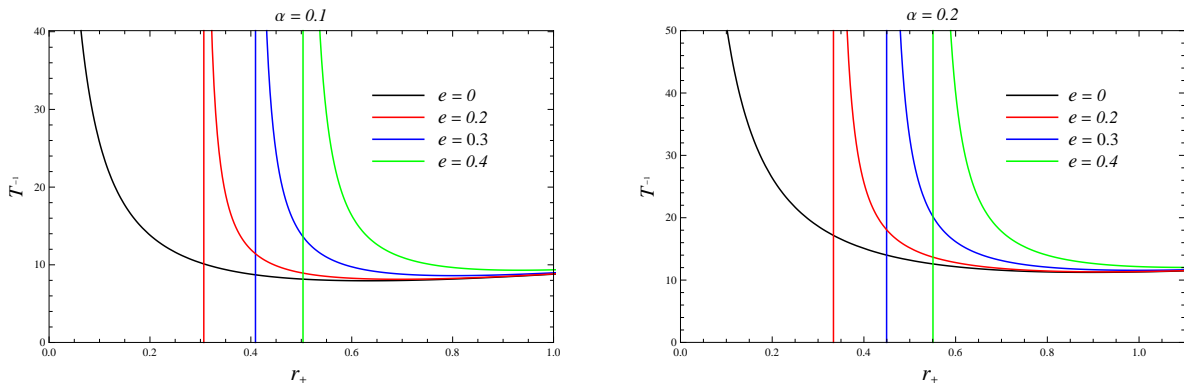 α = 0.1
40
30
20
10
0
T⁻¹
0.0 0.2 0.4 0.6 0.8 1.0
r₊
e = 0
e = 0.2
e = 0.3
e = 0.4
α = 0.2
50
40
30
20
10
0
T⁻¹
0.0 0.2 0.4 0.6 0.8 1.0
r₊
e = 0
e = 0.2
e = 0.3
e = 0.4